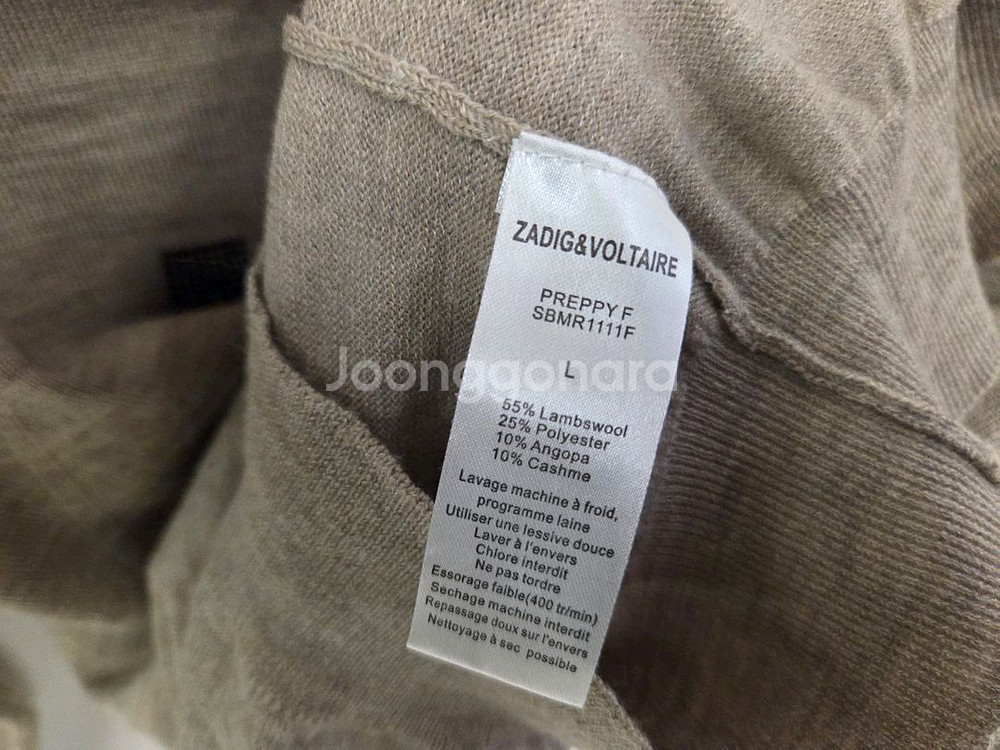 ZADIG&VOLTAIRE
PREPPY F
SBMR1111F
L
Joonggonara
55% Lambswool
25% Polyester
10% Angopa
10% Cashme
Lavage machine à froid,
programme laine
Utiliser une lessive douce
Laver à l'envers
Chlore interdit
Ne pas tordre
Essorage faible(400 tr/min)
Sechage machine interdit
Repassage doux sur l'envers
Nettoyage à sec possible